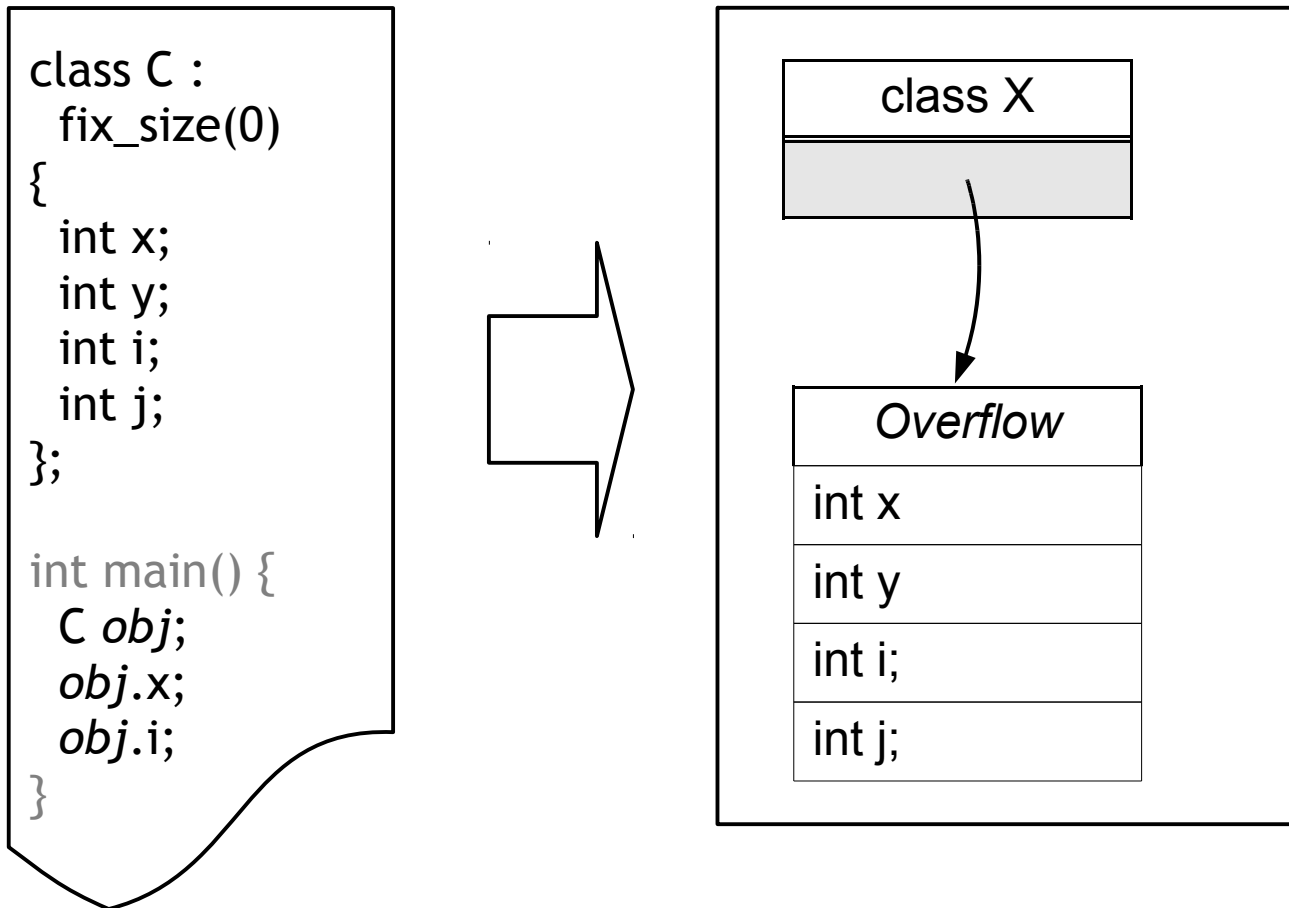 class C :
fix_size(0)
{
int x;
int y;
int i;
int j;
};
int main() {
C obj;
obj.x;
obj.i;
}
class X
Overflow
int x
int y
int i;
int j;